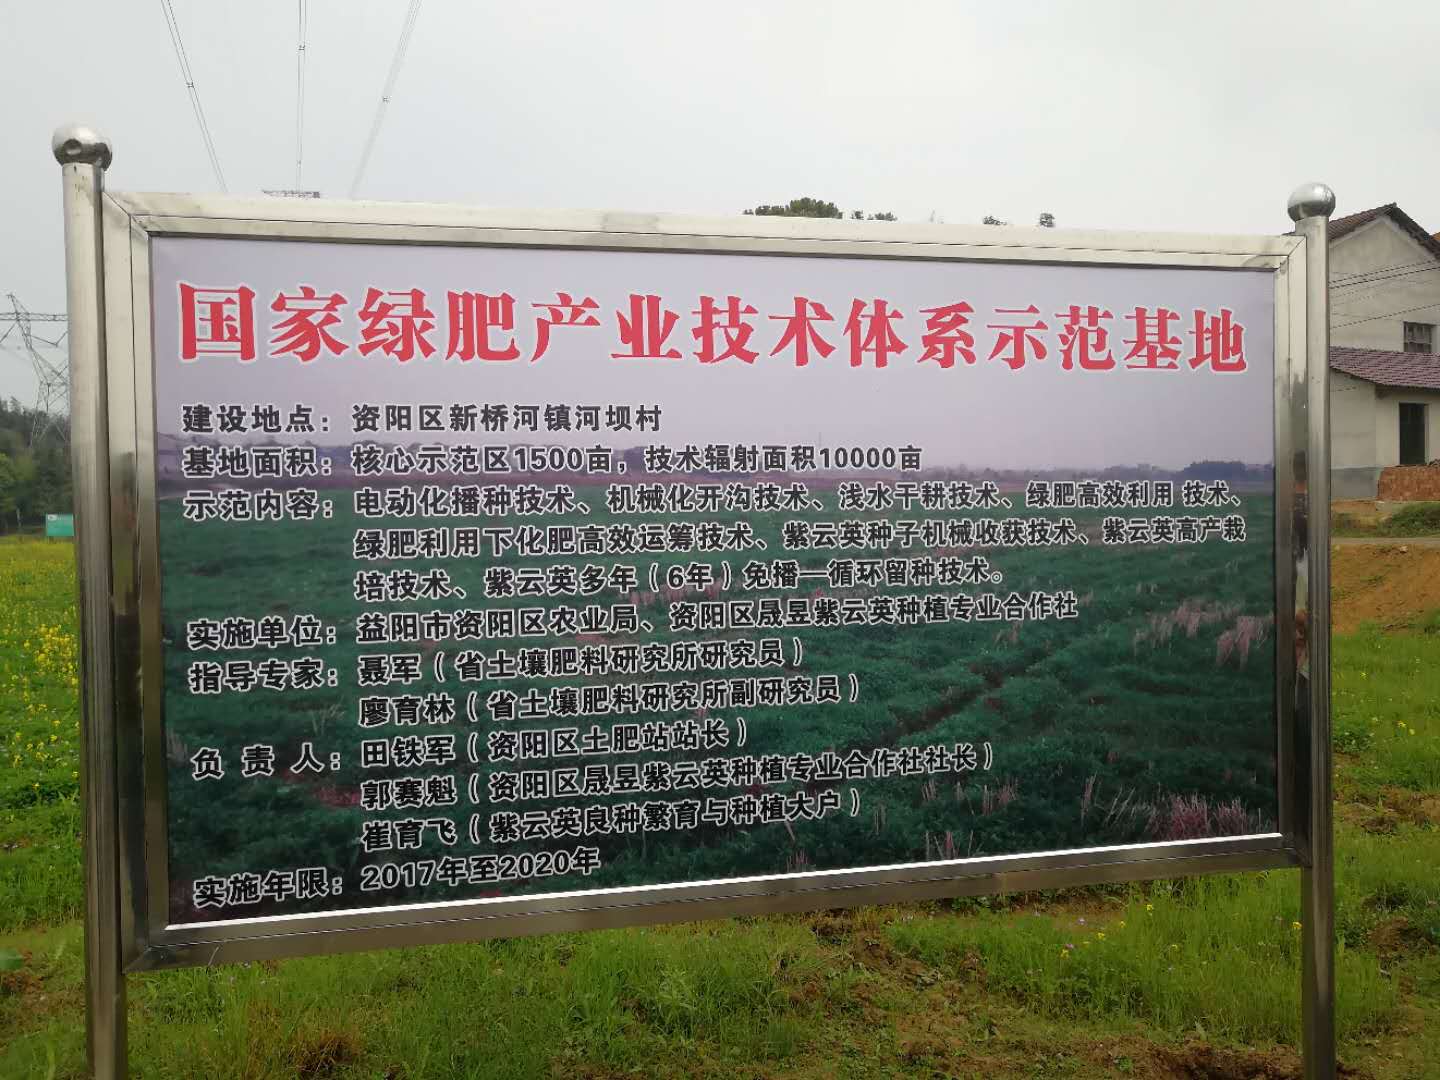 国家绿肥产业技术体系示范基地
建设地点：资阳区新桥河镇河坝村
基地面积：核心示范区1500亩，技术辐射面积10000亩
示范内容：电动化播种技术、机械化开沟技术、浅水干耕技术、绿肥高效利用 技术、
绿肥利用下化肥高效运筹技术、紫云英种子机械收获技术、紫云英高产栽
培技术、紫云英多年（6年）免播—循环留种技术。
实施单位：益阳市资阳区农业局、资阳区晟昱紫云英种植专业合作社
指导专家：聂军（省土壤肥料研究所研究员）
廖育林（省土壤肥料研究所副研究员）
负 责 人：田铁军（资阳区土肥站站长）
郭赛魁（资阳区晟昱紫云英种植专业合作社社长）
崔育飞（紫云英良种繁育与种植大户）
实施年限：2017年至2020年